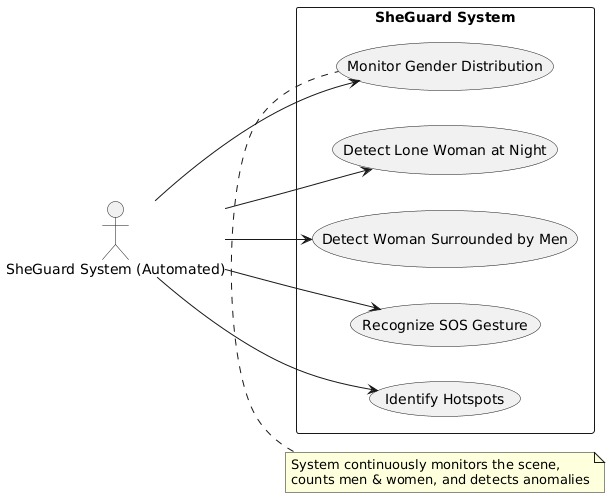 SheGuard System
Monitor Gender Distribution
Detect Lone Woman at Night
Detect Woman Surrounded by Men
SheGuard System (Automated)
Recognize SOS Gesture
Identify Hotspots
System continuously monitors the scene,
counts men & women, and detects anomalies